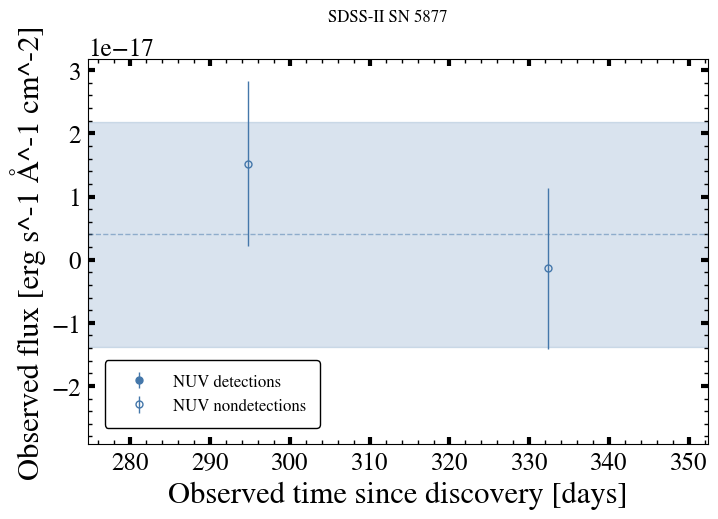 SDSS-II SN 5877
1e−17
3
2
1
0
−1
−2
Observed flux [erg s^-1 Å^-1 cm^-2]
NUV detections
NUV nondetections
280 290 300 310 320 330 340 350
Observed time since discovery [days]